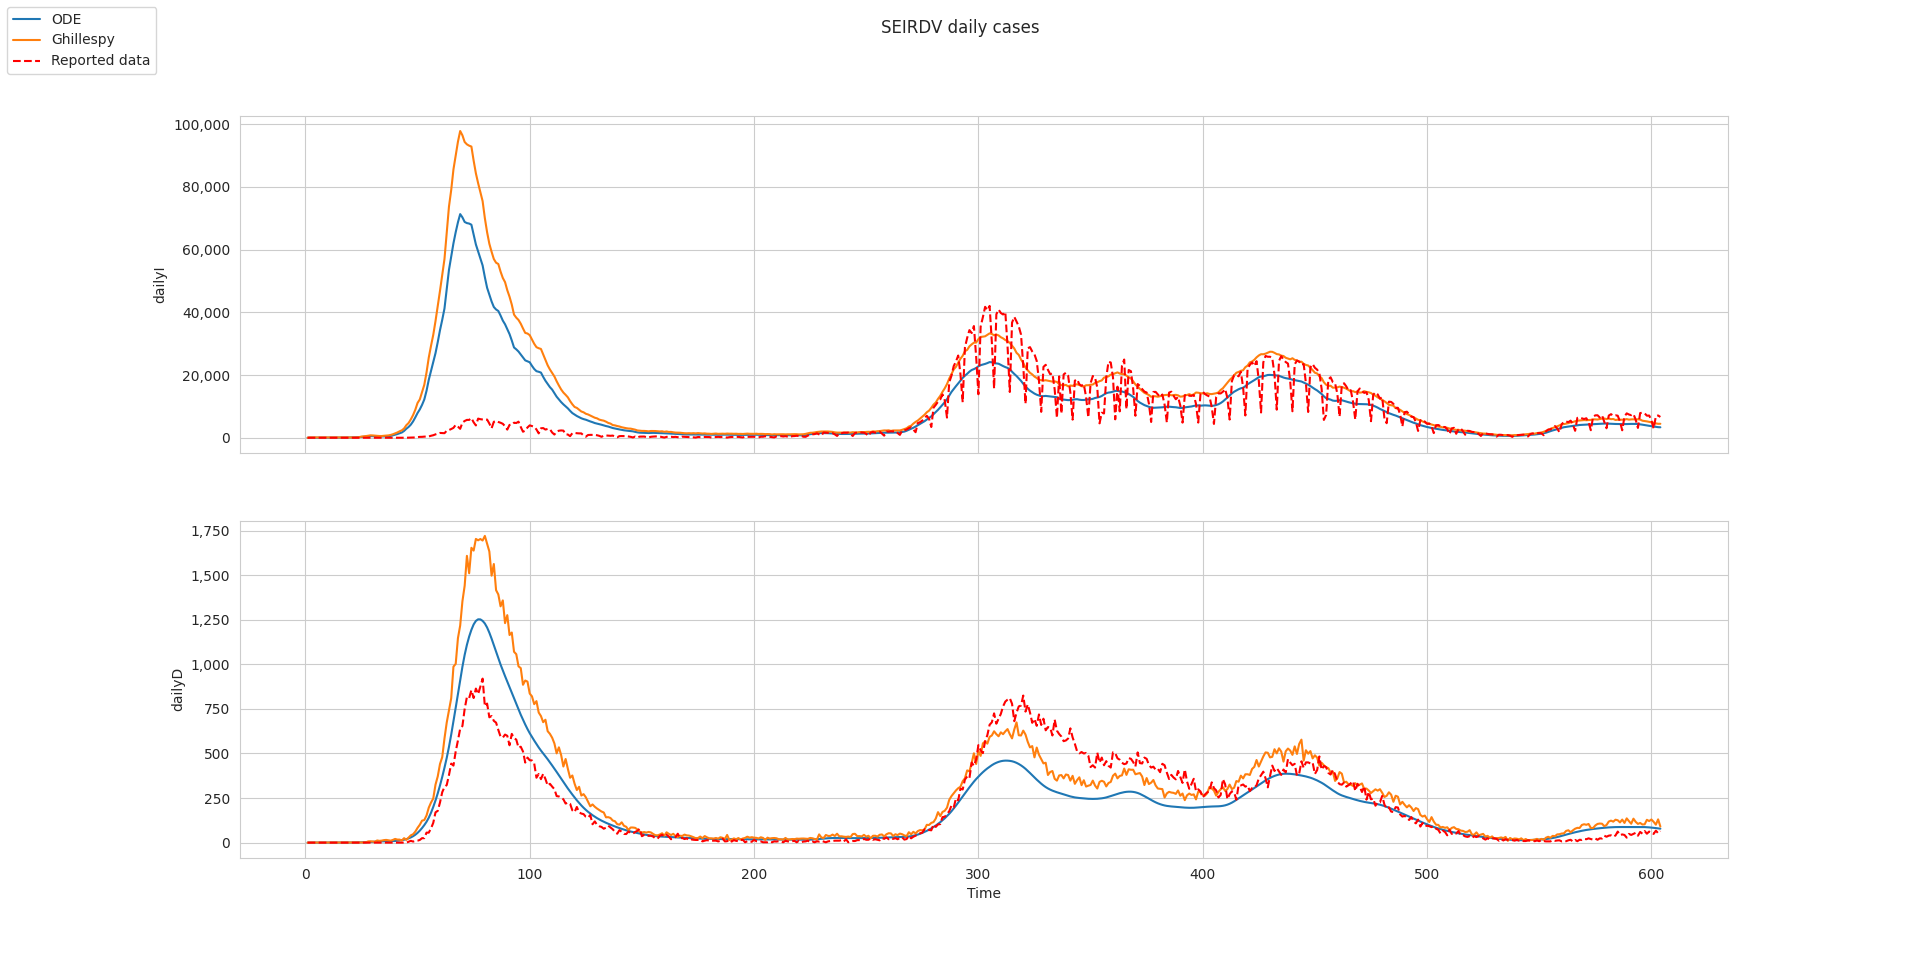 ODE
Ghillespy
Reported data
SEIRDV daily cases
100,000
80,000
60,000
40,000
20,000
0
dailyI
1,750
1,500
1,250
1,000
750
500
250
0
dailyD
0 100 200 300 400 500 600
Time